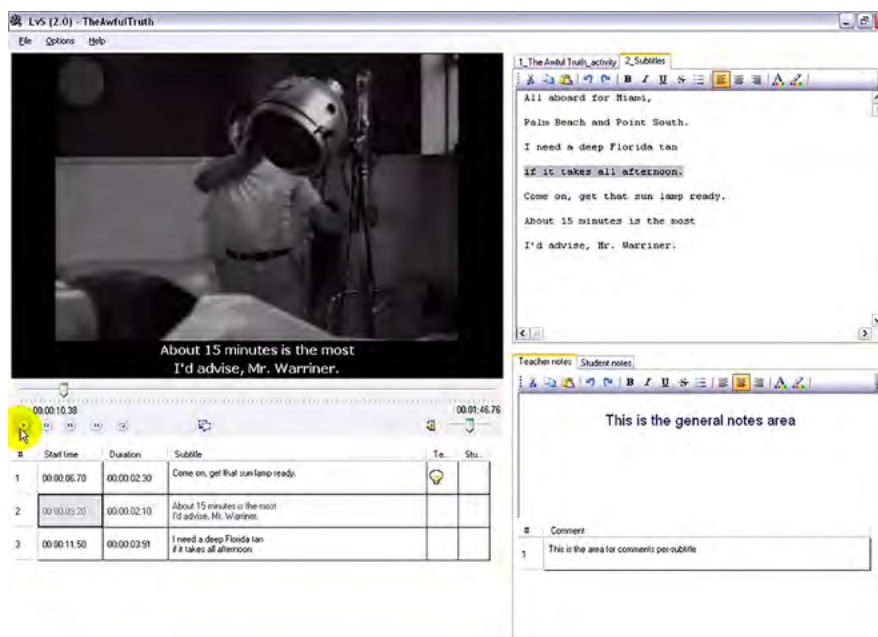 LvS (2.0) - TheAwfulTruth
File Options Help
1_The Awful Truth_activity 2_Subtitles
All aboard for Miami,
Palm Beach and Point South.
I need a deep Florida tan
if it takes all afternoon.
Come on, get that sun lamp ready.
About 15 minutes is the most
I'd advise, Mr. Warriner.
About 15 minutes is the most
I'd advise, Mr. Warriner.
00:00:10.38 00:01:46.76
Teacher notes Student notes
This is the general notes area
# Start time Duration Subtitle Te... Stu...
1 00:00:06.70 00:00:02.30 Come on, get that sun lamp ready.
2 00:00:09.20 00:00:02.10 About 15 minutes is the most
I'd advise, Mr. Warriner.
3 00:00:11.50 00:00:03.91 I need a deep Florida tan
if it takes all afternoon.
# Comment
1 This is the area for comments per-subtitle